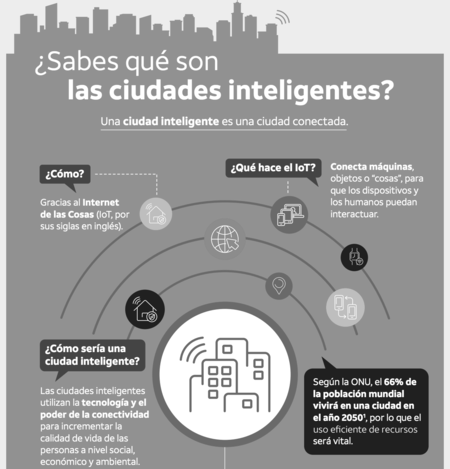 ¿Sabes qué son
las ciudades inteligentes?
Una ciudad inteligente es una ciudad conectada.
¿Cómo?
Gracias al Internet
de las Cosas (IoT, por
sus siglas en inglés).
¿Qué hace el IoT?
Conecta máquinas,
objetos o “cosas”, para
que los dispositivos y
los humanos puedan
interactuar.
¿Cómo sería una
ciudad inteligente?
Las ciudades inteligentes
utilizan la tecnología y el
poder de la conectividad
para incrementar la
calidad de vida de las
personas a nivel social,
económico y ambiental.
Según la ONU, el 66% de
la población mundial
vivirá en una ciudad en
el año 2050¹, por lo que el
uso eficiente de recursos
será vital.